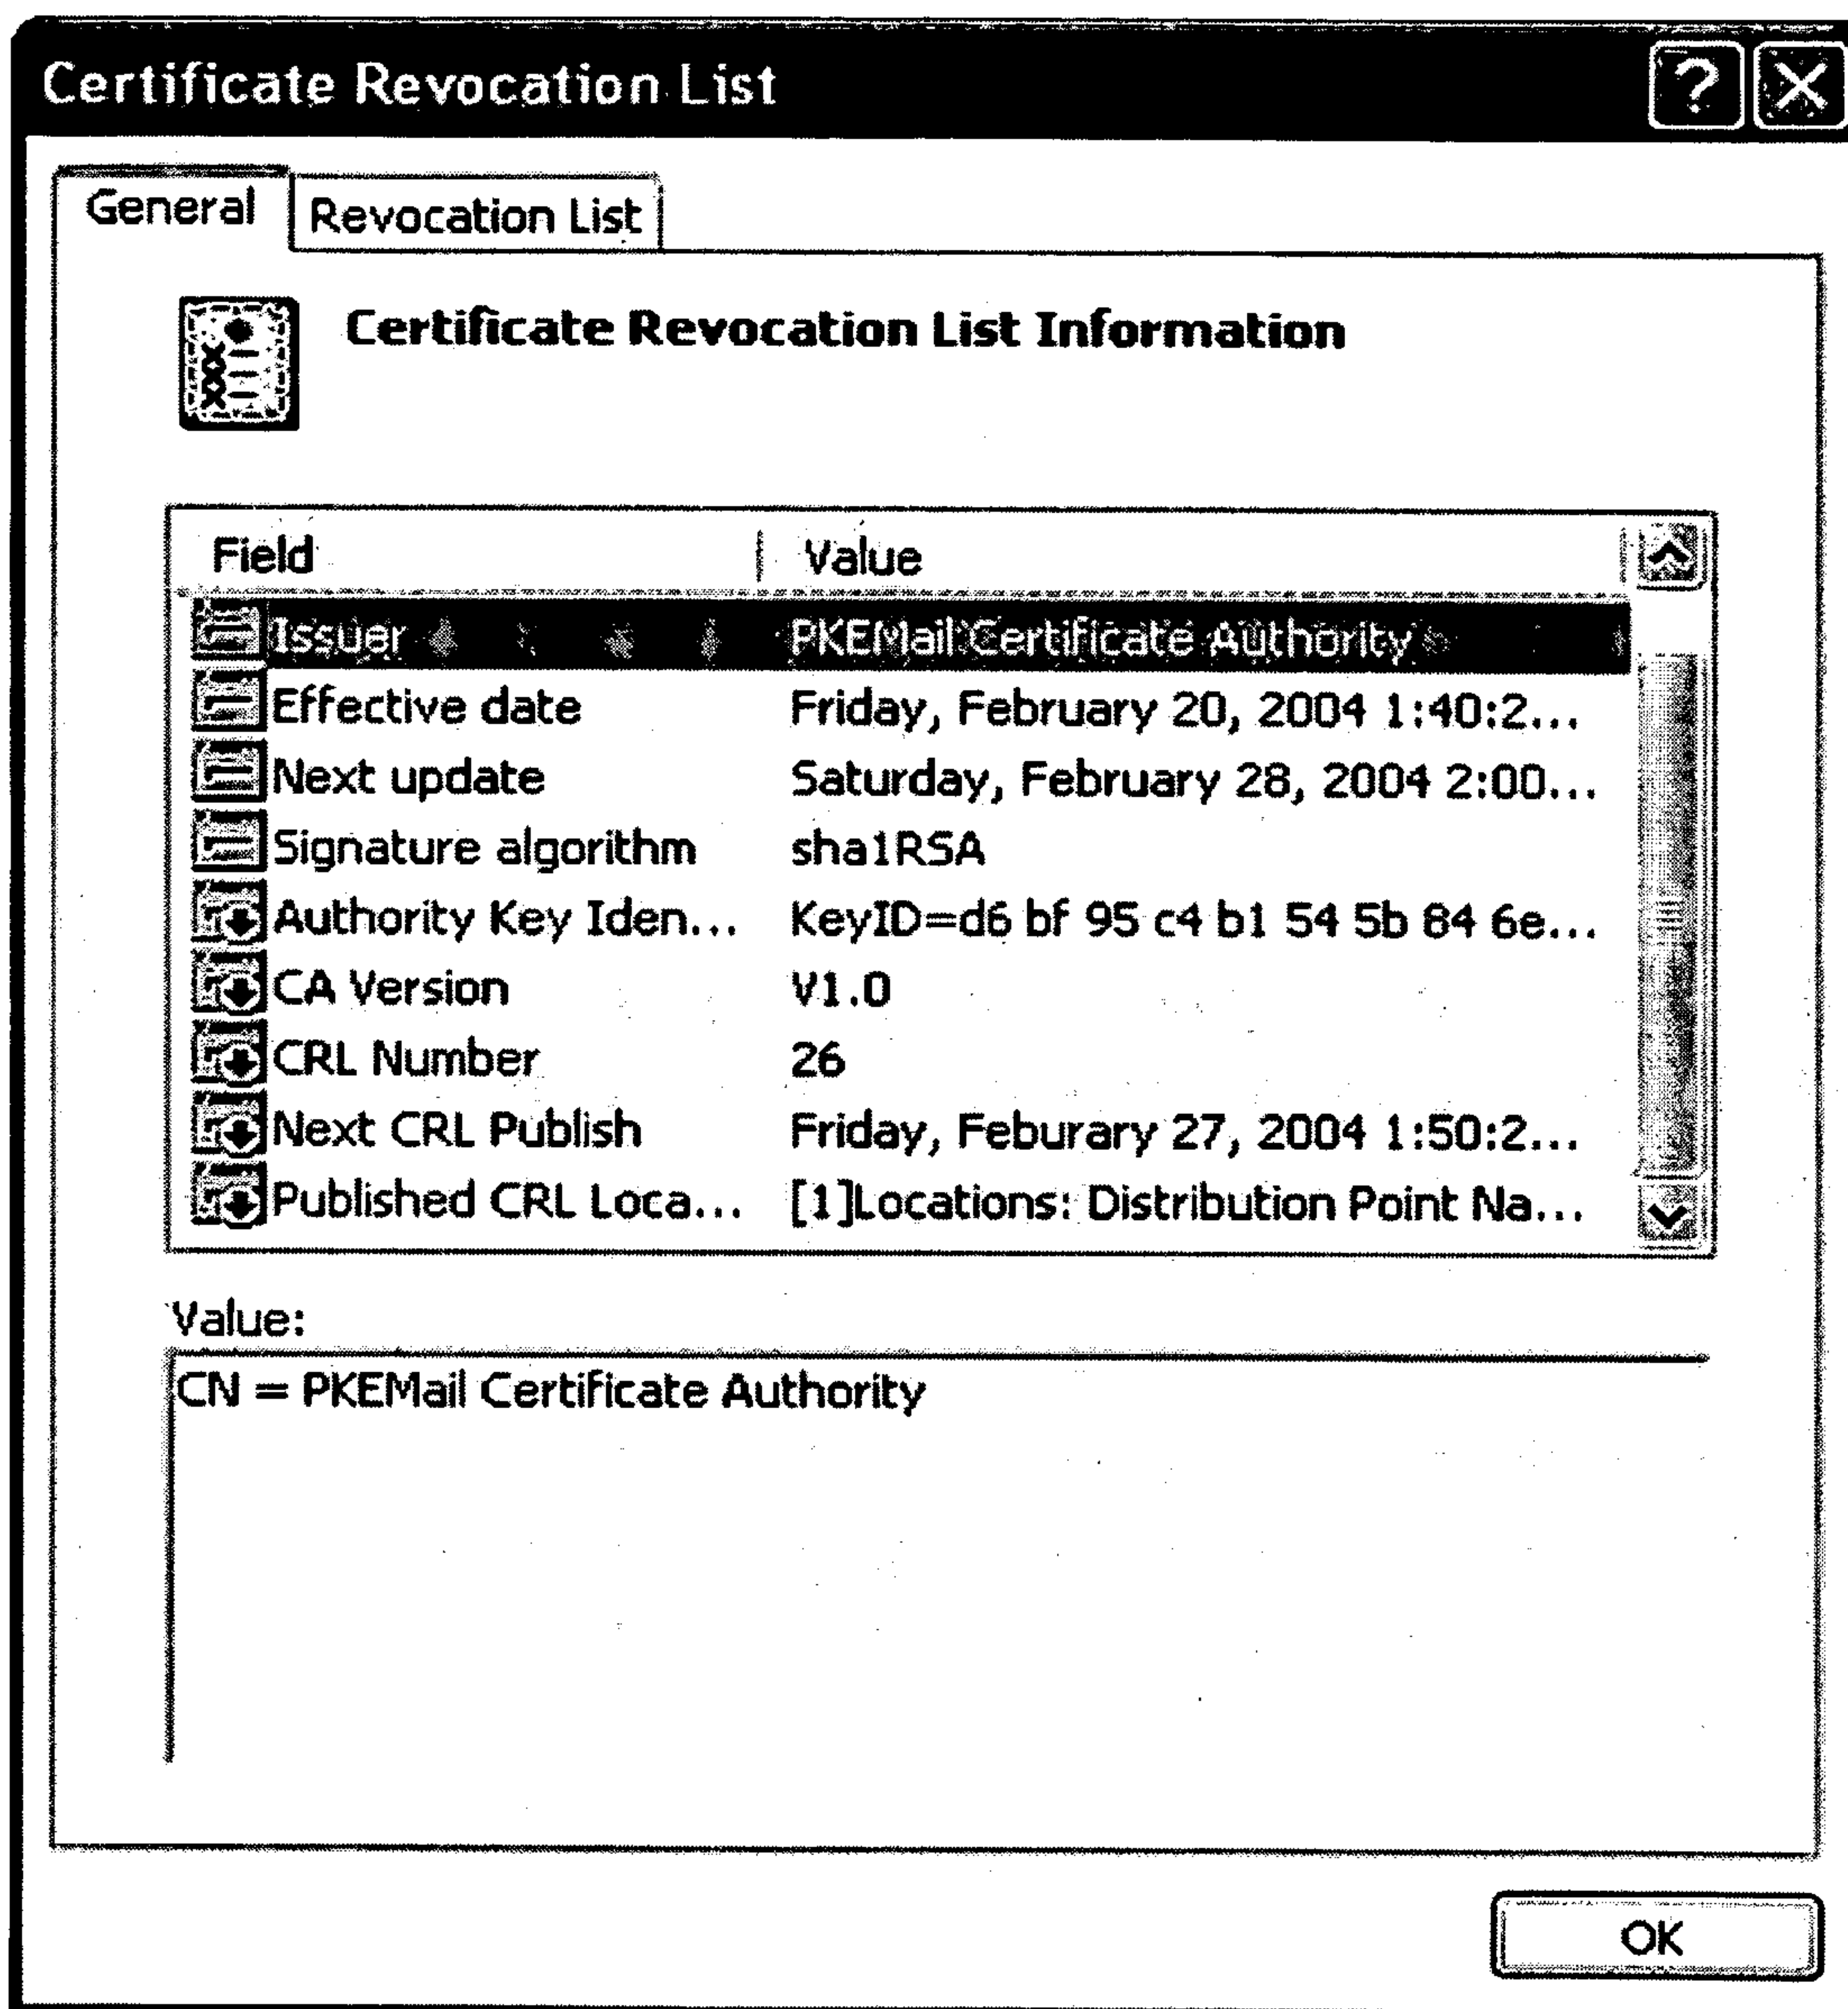 Certificate Revocation List
General Revocation List
Certificate Revocation List Information
Field Value
Issuer PKEMail Certificate Authority
Effective date Friday, February 20, 2004 1:40:2...
Next update Saturday, February 28, 2004 2:00...
Signature algorithm sha1RSA
Authority Key Iden... KeyID=d6 bf 95 c4 b1 54 5b 84 6e...
CA Version V1.0
CRL Number 26
Next CRL Publish Friday, Feburary 27, 2004 1:50:2...
Published CRL Loca... [1]Locations: Distribution Point Na...
Value:
CN = PKEMail Certificate Authority
OK